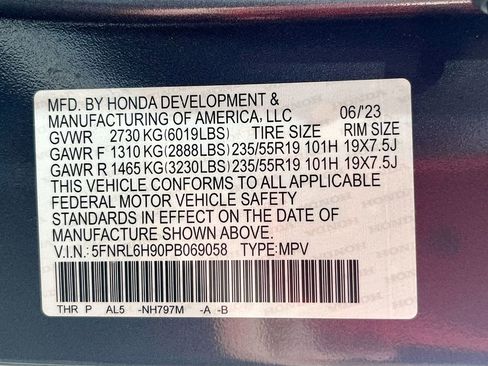 MFD. BY HONDA DEVELOPMENT &
MANUFACTURING OF AMERICA, LLC 06/'23
GVWR 2730 KG(6019LBS) TIRE SIZE RIM SIZE
GAWR F 1310 KG(2888LBS) 235/55R19 101H 19X7.5J
GAWR R 1465 KG(3230LBS) 235/55R19 101H 19X7.5J
THIS VEHICLE CONFORMS TO ALL APPLICABLE
FEDERAL MOTOR VEHICLE SAFETY
STANDARDS IN EFFECT ON THE DATE OF
MANUFACTURE SHOWN ABOVE.
V.I.N.: 5FNRL6H90PB069058 TYPE: MPV
THR P AL5 -NH797M -A -B